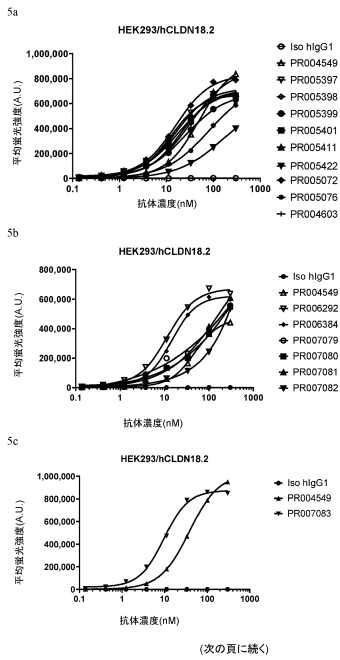 5a
HEK293/hCLDN18.2
平均蛍光強度(A.U.)
1,000,000
800,000
600,000
400,000
200,000
0
0.1
1
10
100
1000
抗体濃度(nM)
Iso hIgG1
PR004549
PR005397
PR005398
PR005399
PR005401
PR005411
PR005422
PR005072
PR005076
PR004603
5b
HEK293/hCLDN18.2
平均蛍光強度(A.U.)
800,000
600,000
400,000
200,000
0
0.1
1
10
100
1000
抗体濃度(nM)
Iso hIgG1
PR004549
PR006292
PR006384
PR007079
PR007080
PR007081
PR007082
5c
HEK293/hCLDN18.2
平均蛍光強度(A.U.)
1,000,000
800,000
600,000
400,000
200,000
0
0.1
1
10
100
1000
抗体濃度(nM)
Iso hIgG1
PR004549
PR007083
(次の頁に続く)